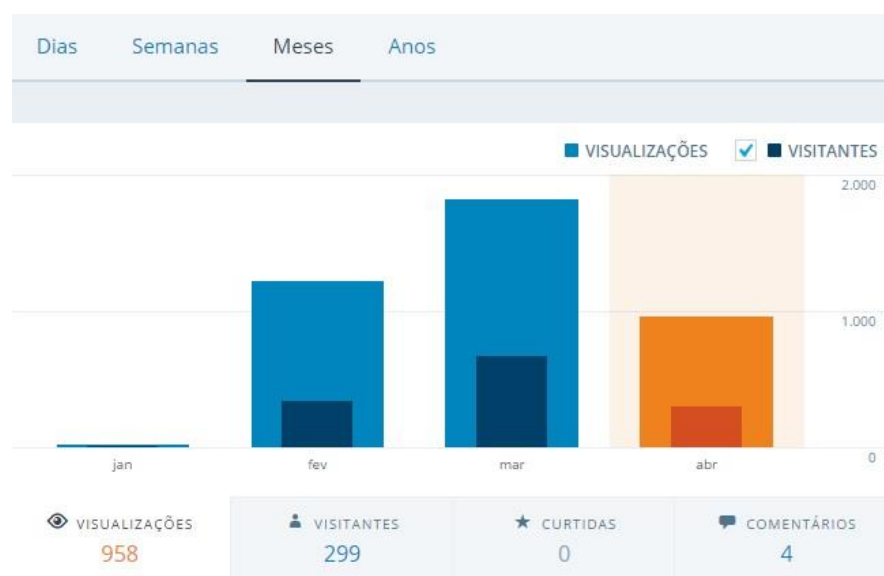 Dias Semanas Meses Anos
VISUALIZAÇÕES VISITANTES
2.000
1.000
0
jan fev mar abr
VISUALIZAÇÕES VISITANTES CURTIDAS COMENTÁRIOS
958 299 0 4